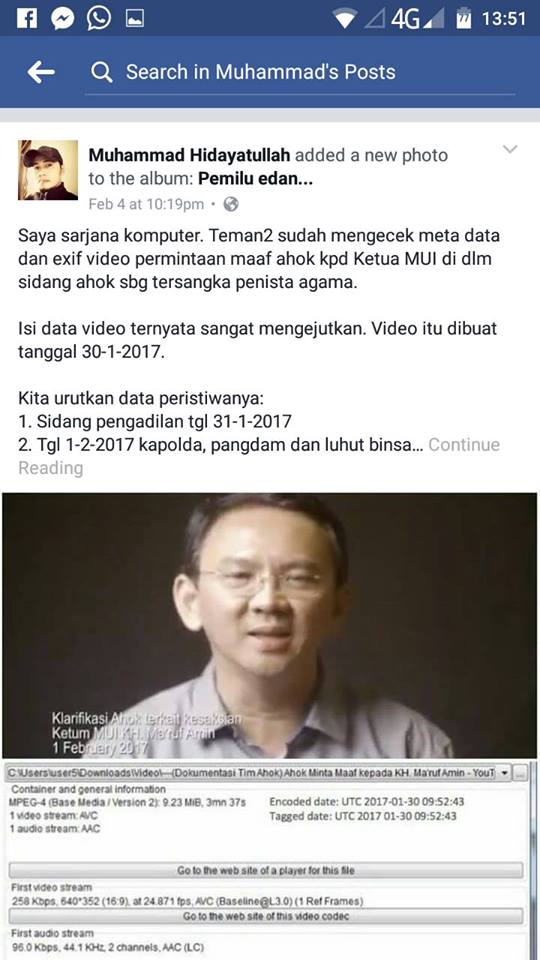 4G 77 13:51
Search in Muhammad's Posts
Muhammad Hidayatullah added a new photo
to the album: Pemilu edan...
Feb 4 at 10:19pm
Saya sarjana komputer. Teman2 sudah mengecek meta data
dan exif video permintaan maaf ahok kpd Ketua MUI di dlm
sidang ahok sbg tersangka penista agama.
Isi data video ternyata sangat mengejutkan. Video itu dibuat
tanggal 30-1-2017.
Kita urutkan data peristiwanya:
1. Sidang pengadilan tgl 31-1-2017
2. Tgl 1-2-2017 kapolda, pangdam dan luhut binsa... Continue
Reading
Klarifikasi Ahok terkait kesaksian
Ketum MUI KH. Ma'ruf Amin
1 February 2017
C:\Users\user5\Downloads\Video\---(Dokumentasi Tim Ahok) Ahok Minta Maaf kepada KH. Ma'ruf Amin - YouT
Container and general information
MPEG-4 (Base Media / Version 2): 9.23 MiB, 3mn 37s
Encoded date: UTC 2017-01-30 09:52:43
1 video stream: AVC
Tagged date: UTC 2017-01-30 09:52:43
1 audio stream: AAC
Go to the web site of a player for this file
First video stream
258 Kbps, 640*352 (16:9), at 24.871 fps, AVC (Baseline@L3.0) (1 Ref Frames)
Go to the web site of this video codec
First audio stream
96.0 Kbps, 44.1 KHz, 2 channels, AAC (LC)